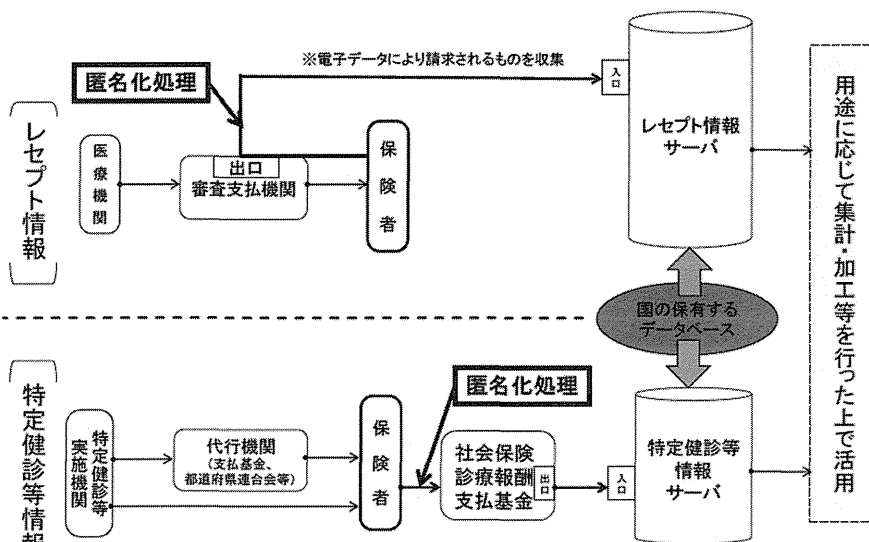 ※電子データにより請求されるものを収集
匿名化処理
レセプト情報
医療機関
出口
審査支払機関
保険者
入口
レセプト情報
サーバ
国の保有する
データベース
用途に応じて集計・加工等を行った上で活用
特定健診等情報
特定健診等
実施機関
代行機関
(支払基金、
都道府県連合会等)
保険者
匿名化処理
社会保険
診療報酬
支払基金
出口
入口
特定健診等
情報
サーバ